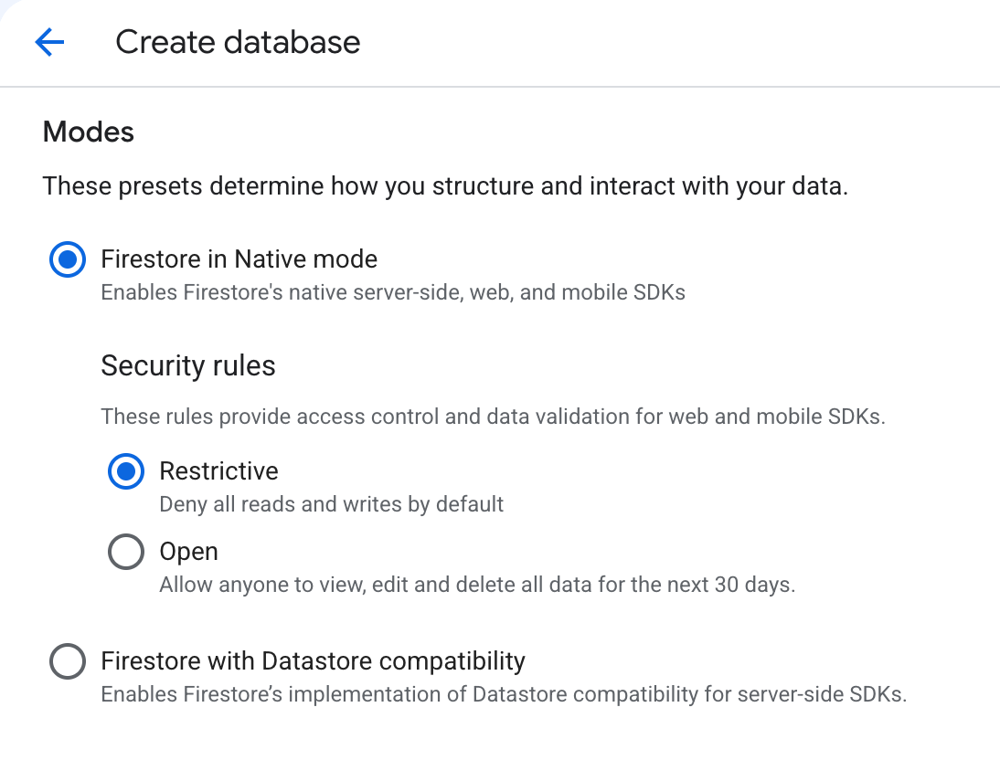 Create database
Modes
These presets determine how you structure and interact with your data.
Firestore in Native mode
Enables Firestore's native server-side, web, and mobile SDKs
Security rules
These rules provide access control and data validation for web and mobile SDKs.
Restrictive
Deny all reads and writes by default
Open
Allow anyone to view, edit and delete all data for the next 30 days.
Firestore with Datastore compatibility
Enables Firestore’s implementation of Datastore compatibility for server-side SDKs.